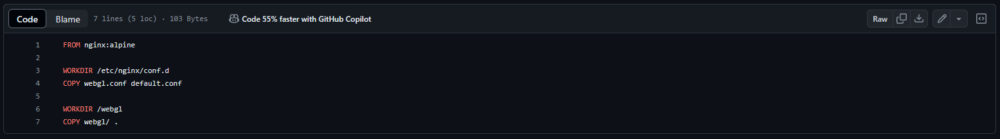 Code Blame 7 lines (5 loc) · 103 Bytes Code 55% faster with GitHub Copilot Raw
1 FROM nginx:alpine
2
3 WORKDIR /etc/nginx/conf.d
4 COPY webgl.conf default.conf
5
6 WORKDIR /webgl
7 COPY webgl/ .